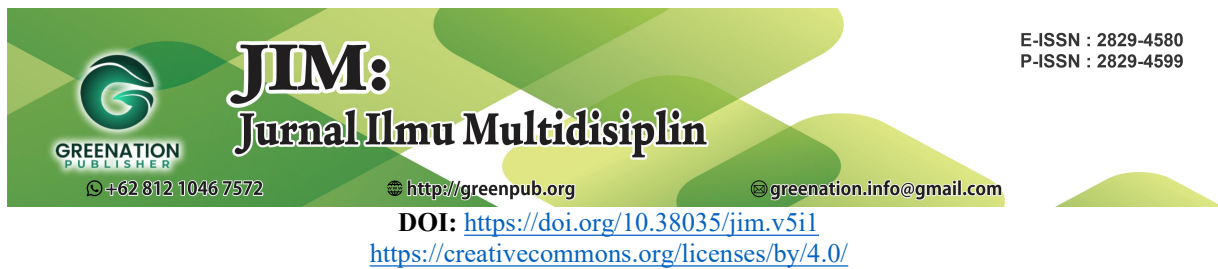 E-ISSN : 2829-4580
P-ISSN : 2829-4599
JIM:
Jurnal Ilmu Multidisiplin
GREENATION
PUBLISHER
+62 812 1046 7572
http://greenpub.org
greenation.info@gmail.com
DOI: https://doi.org/10.38035/jim.v5i1
https://creativecommons.org/licenses/by/4.0/